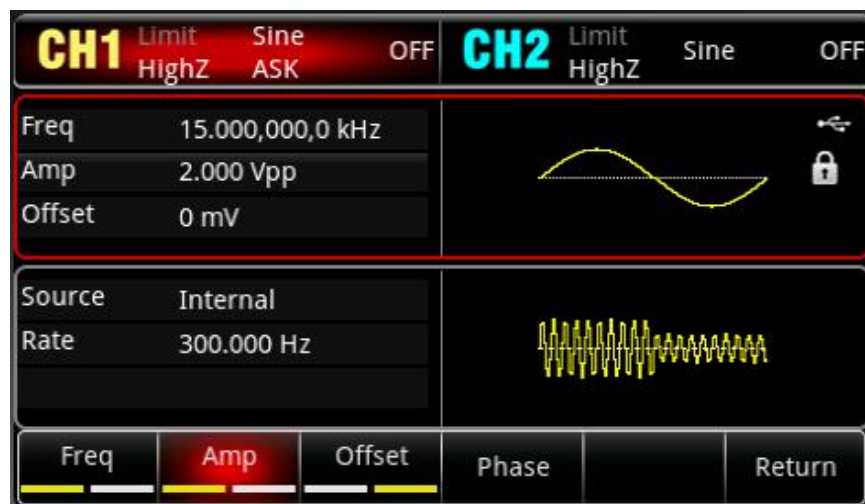 CH1 Limit Sine OFF CH2 Limit Sine OFF
HighZ ASK HighZ
Freq 15.000,000,0 kHz
Amp 2.000 Vpp
Offset 0 mV
Source Internal
Rate 300.000 Hz
Freq Amp Offset Phase Return